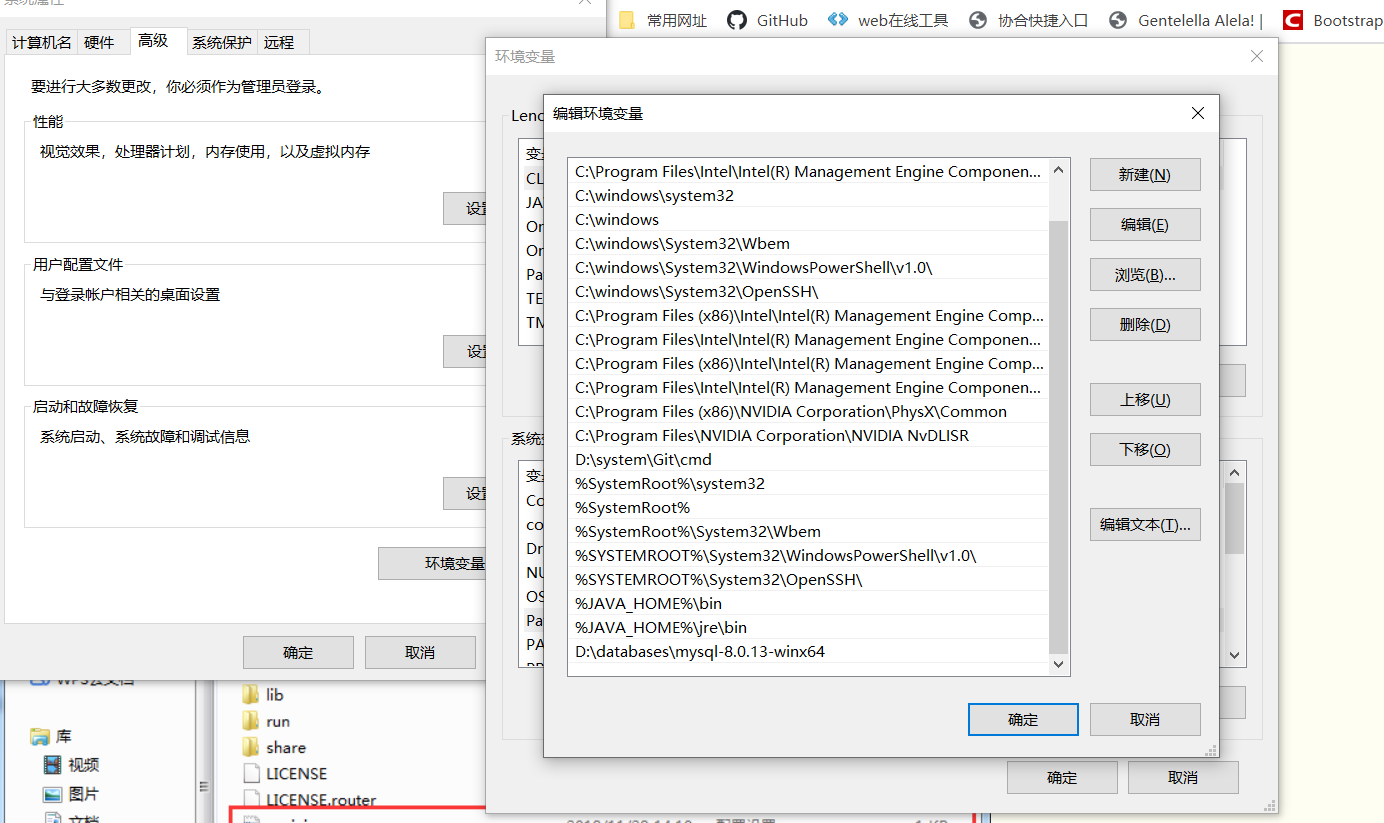 系统属性
常用网址
GitHub
web在线工具
协合快捷入口
Gentelella Alela! |
Bootstrap
计算机名
硬件
高级
系统保护
远程
要进行大多数更改，你必须作为管理员登录。
性能
视觉效果，处理器计划，内存使用，以及虚拟内存
用户配置文件
与登录帐户相关的桌面设置
启动和故障恢复
系统启动、系统故障和调试信息
环境变量
确定
取消
环境变量
Leno
CL
JA
On
Pa
TE
TM
系统
Co
co
Dr
NU
OS
Pa
PA
确定
取消
编辑环境变量
C:\Program Files\Intel\Intel(R) Management Engine Componen...
C:\windows\system32
C:\windows
C:\windows\System32\Wbem
C:\windows\System32\WindowsPowerShell\v1.0\
C:\windows\System32\OpenSSH\
C:\Program Files (x86)\Intel\Intel(R) Management Engine Comp...
C:\Program Files\Intel\Intel(R) Management Engine Componen...
C:\Program Files (x86)\Intel\Intel(R) Management Engine Comp...
C:\Program Files\Intel\Intel(R) Management Engine Componen...
C:\Program Files (x86)\NVIDIA Corporation\PhysX\Common
C:\Program Files\NVIDIA Corporation\NVIDIA NvDLISR
D:\system\Git\cmd
%SystemRoot%\system32
%SystemRoot%
%SystemRoot%\System32\Wbem
%SYSTEMROOT%\System32\WindowsPowerShell\v1.0\
%SYSTEMROOT%\System32\OpenSSH\
%JAVA_HOME%\bin
%JAVA_HOME%\jre\bin
D:\databases\mysql-8.0.13-winx64
新建(N)
编辑(E)
浏览(B)...
删除(D)
上移(U)
下移(O)
编辑文本(T)...
确定
取消
WPS云文档
库
视频
图片
文档
lib
run
share
LICENSE
LICENSE.router